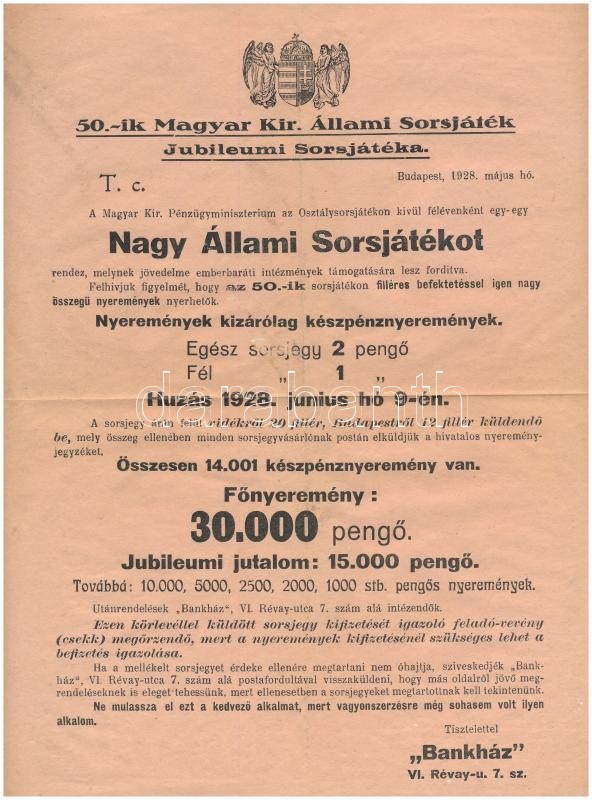 50.-ik Magyar Kir. Állami Sorsjáték
Jubileumi Sorsjátéka.
Budapest, 1928. május hó.
T. c.
A Magyar Kir. Pénzügyminiszterium az Osztálysorsjátékon kivül félévenként egy-egy
Nagy Állami Sorsjátékot
rendez, melynek jövedelme emberbaráti intézmények támogatására lesz forditva.
Felhivjuk figyelmét, hogy az 50.-ik sorsjátékon filléres befektetéssel igen nagy
összegü nyeremények nyerhetők.
Nyeremények kizárólag készpénznyeremények.
Egész sorsjegy 2 pengő
Fél „ 1 „
Huzás 1928. junius hó 9-én.
A sorsjegy árán felül vidékről 20 fillér, Budapestről 12 fillér küldendő
be, mely összeg ellenében minden sorsjegyvásárlónak postán elküldjük a hivatalos nyeremény-
jegyzéket.
Összesen 14.001 készpénznyeremény van.
Főnyeremény:
30.000 pengő.
Jubileumi jutalom: 15.000 pengő.
Továbbá: 10.000, 5000, 2500, 2000, 1000 stb. pengős nyeremények.
Utánrendelések „Bankház", VI. Révay-utca 7. szám alá intézendők.
Ezen körlevéllel küldött sorsjegy kifizetését igazoló feladó-vevény
(csekk) megőrzendő, mert a nyeremények kifizetésénél szükséges lehet a
befizetés igazolása.
Ha a mellékelt sorsjegyet érdeke ellenére megtartani nem óhajtja, sziveskedjék „Bank-
ház", VI. Révay-utca 7. szám alá postafordultával visszaküldeni, hogy más oldalról jövő meg-
rendeléseknek is eleget tehessünk, mert ellenesetben a sorsjegyeket megtartottnak kell tekintenünk.
Ne mulassza el ezt a kedvező alkalmat, mert vagyonszerzésre még sohasem volt ilyen
alkalom.
Tisztelettel
„Bankház"
VI. Révay-u. 7. sz.
darabanth